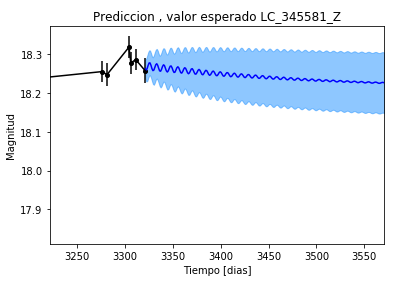 Prediccion , valor esperado LC_345581_Z
18.3
18.2
18.1
18.0
17.9
Magnitud
3250 3300 3350 3400 3450 3500 3550
Tiempo [dias]